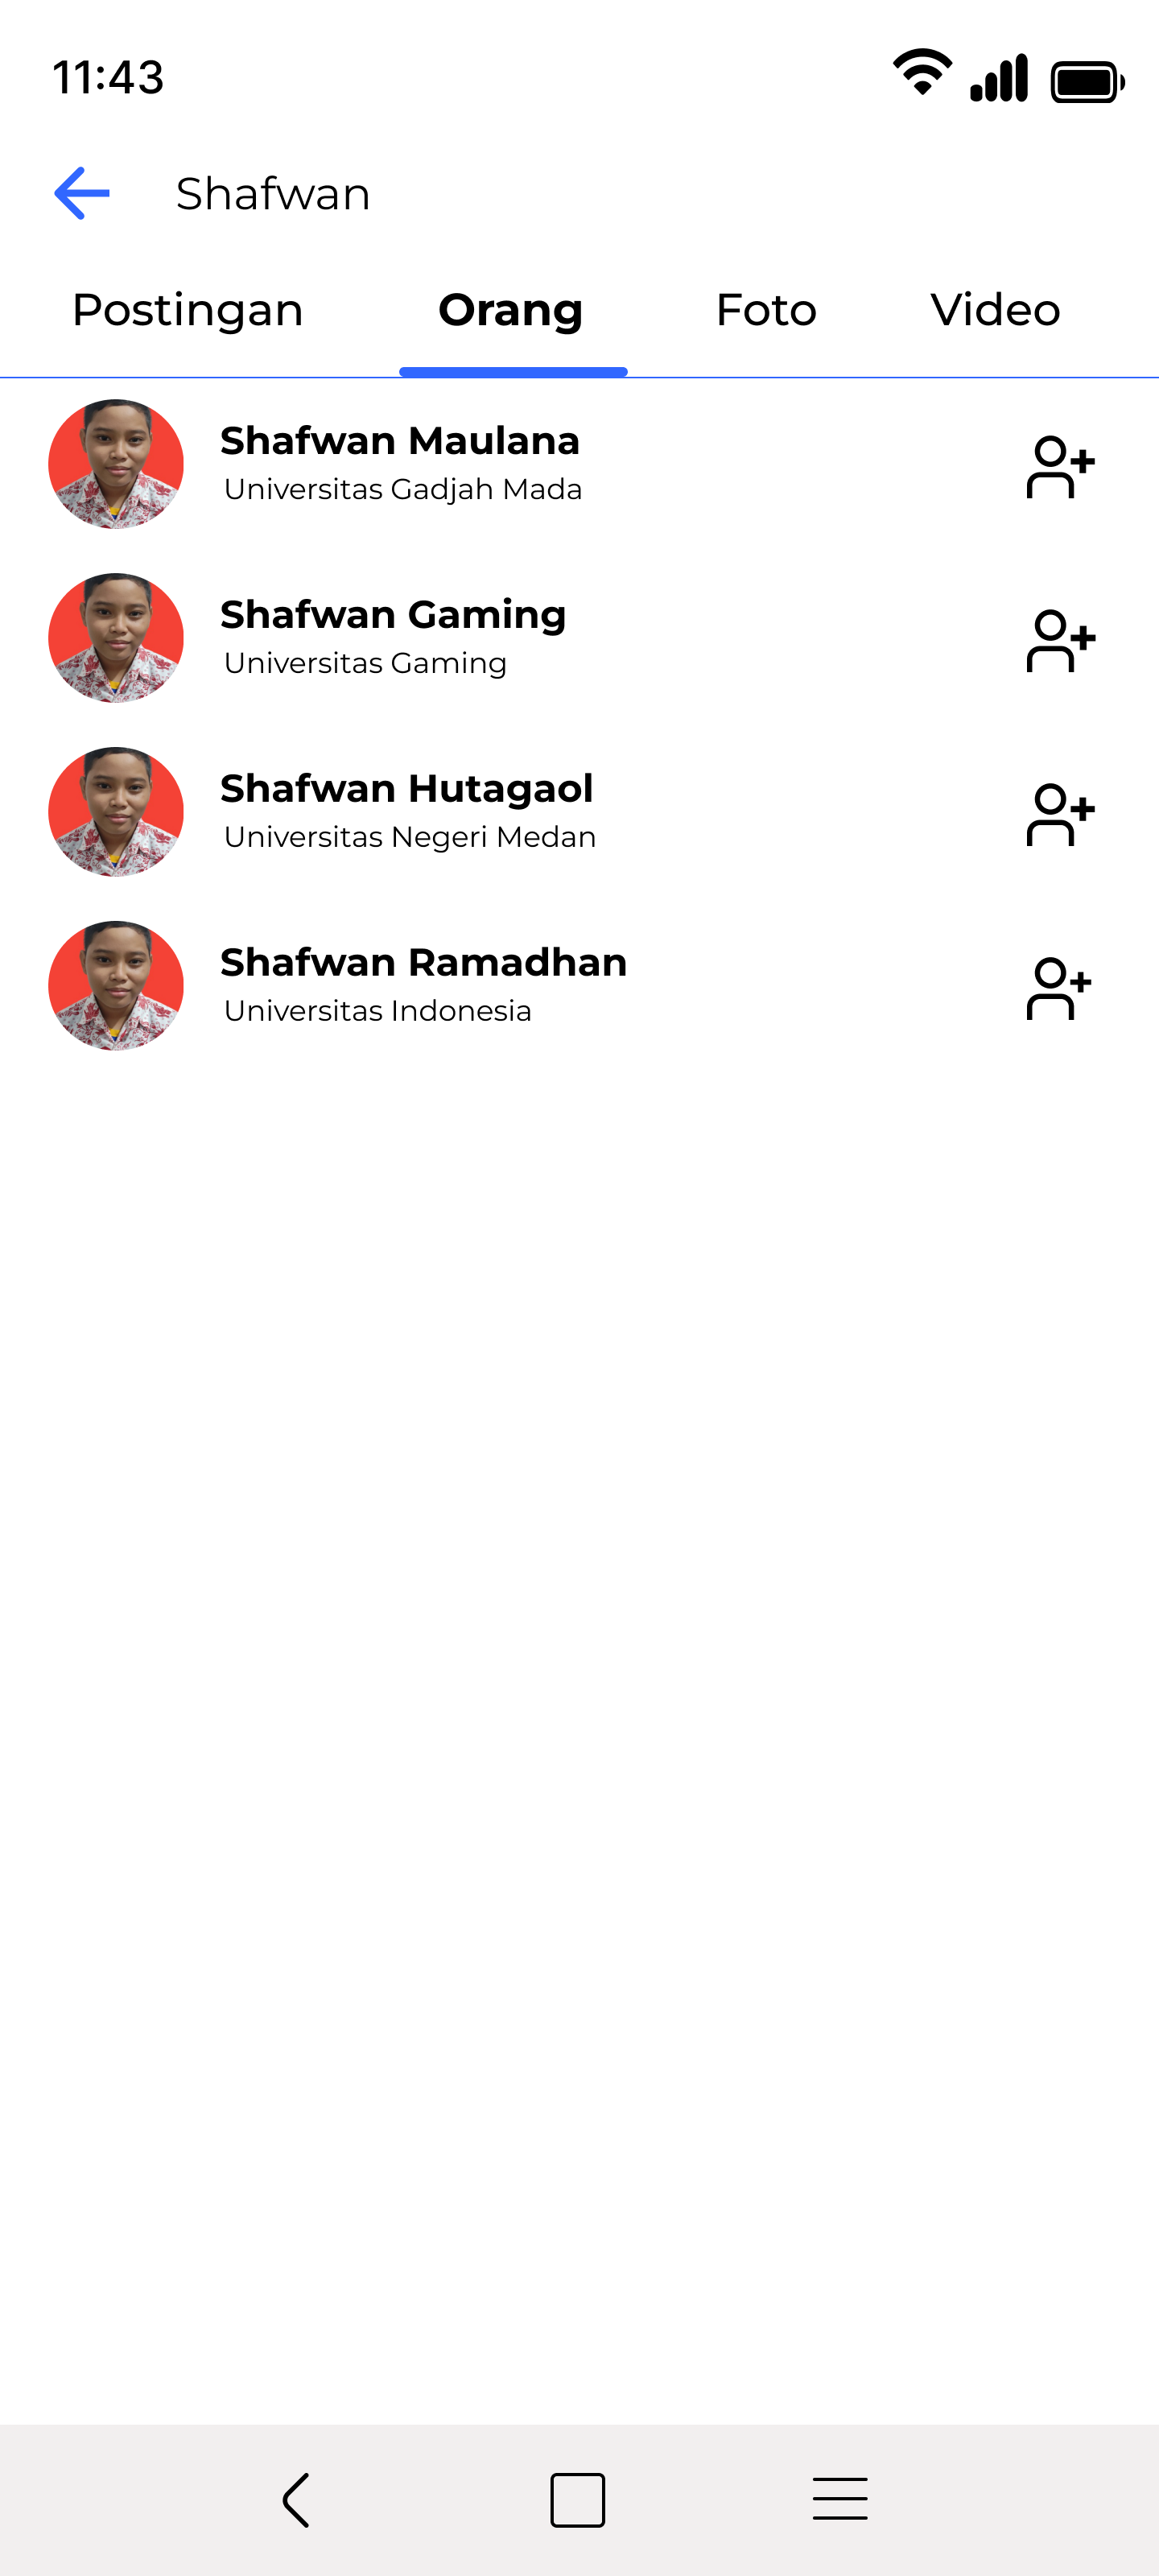 11:43
Shafwan
Postingan Orang Foto Video
Shafwan Maulana
Universitas Gadjah Mada
Shafwan Gaming
Universitas Gaming
Shafwan Hutagaol
Universitas Negeri Medan
Shafwan Ramadhan
Universitas Indonesia